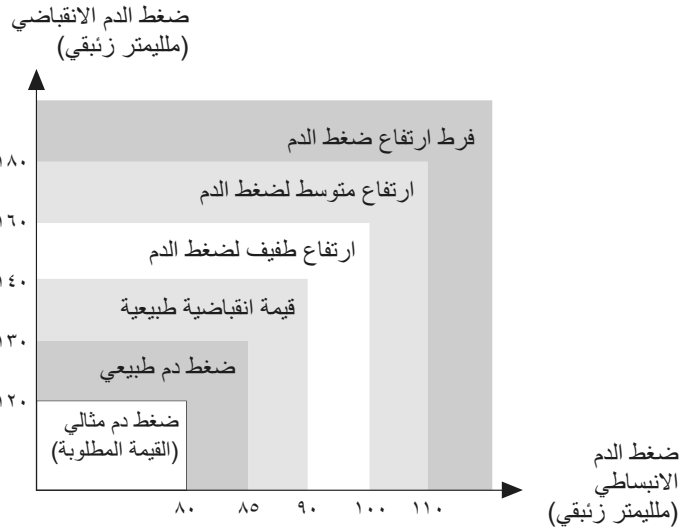 ضغط الدم الانقباضي
(ملليمتر زئبقي)
فرط ارتفاع ضغط الدم
١٨٠
ارتفاع متوسط لضغط الدم
١٦٠
ارتفاع طفيف لضغط الدم
١٤٠
قيمة انقباضية طبيعية
١٣٠
ضغط دم طبيعي
١٢٠
ضغط دم مثالي
(القيمة المطلوبة)
٨٠ ٨٥ ٩٠ ١٠٠ ١١٠
ضغط الدم
الانبساطي
(ملليمتر زئبقي)